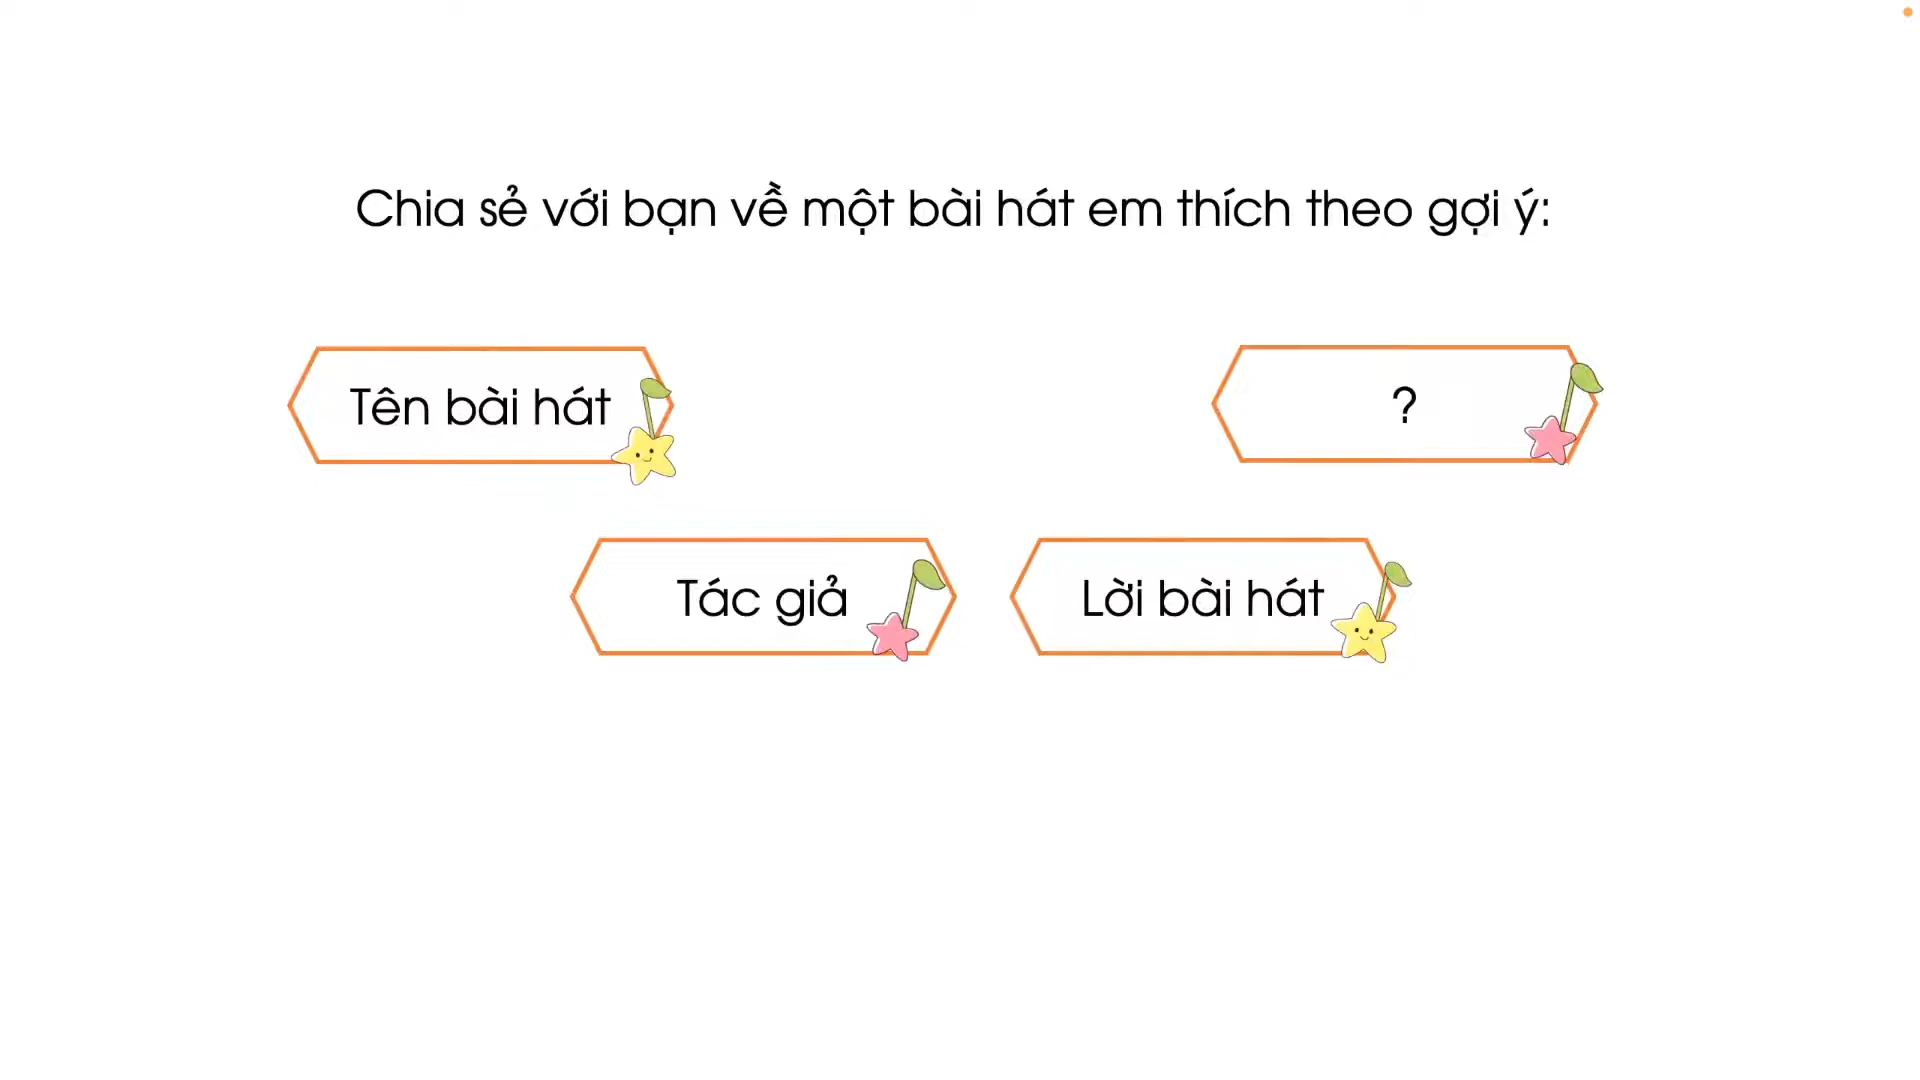 Chia sẻ với bạn về một bài hát em thích theo gợi ý:
Tên bài hát
?
Tác giả
Lời bài hát